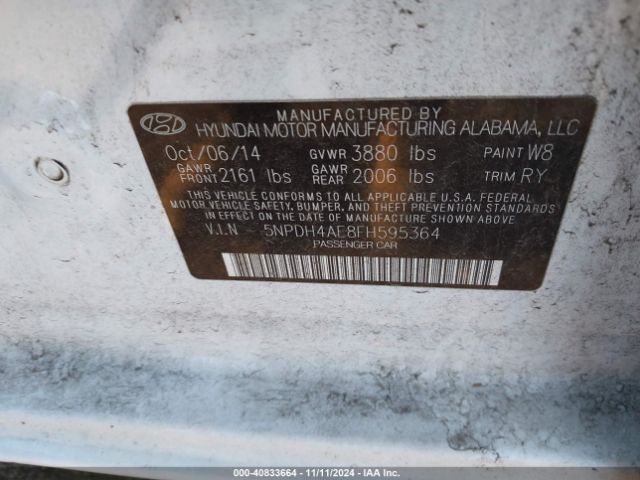 MANUFACTURED BY
HYUNDAI MOTOR MANUFACTURING ALABAMA, LLC
Oct/06/14 GVWR 3880 lbs PAINT W8
GAWR FRONT 2161 lbs GAWR REAR 2006 lbs TRIM RY
THIS VEHICLE CONFORMS TO ALL APPLICABLE U.S.A. FEDERAL
MOTOR VEHICLE SAFETY, BUMPER, AND THEFT PREVENTION STANDARDS
IN EFFECT ON THE DATE OF MANUFACTURE SHOWN ABOVE
V.I.N 5NPDH4AE8FH595364
PASSENGER CAR
000-40833664 - 11/11/2024 - IAA Inc.